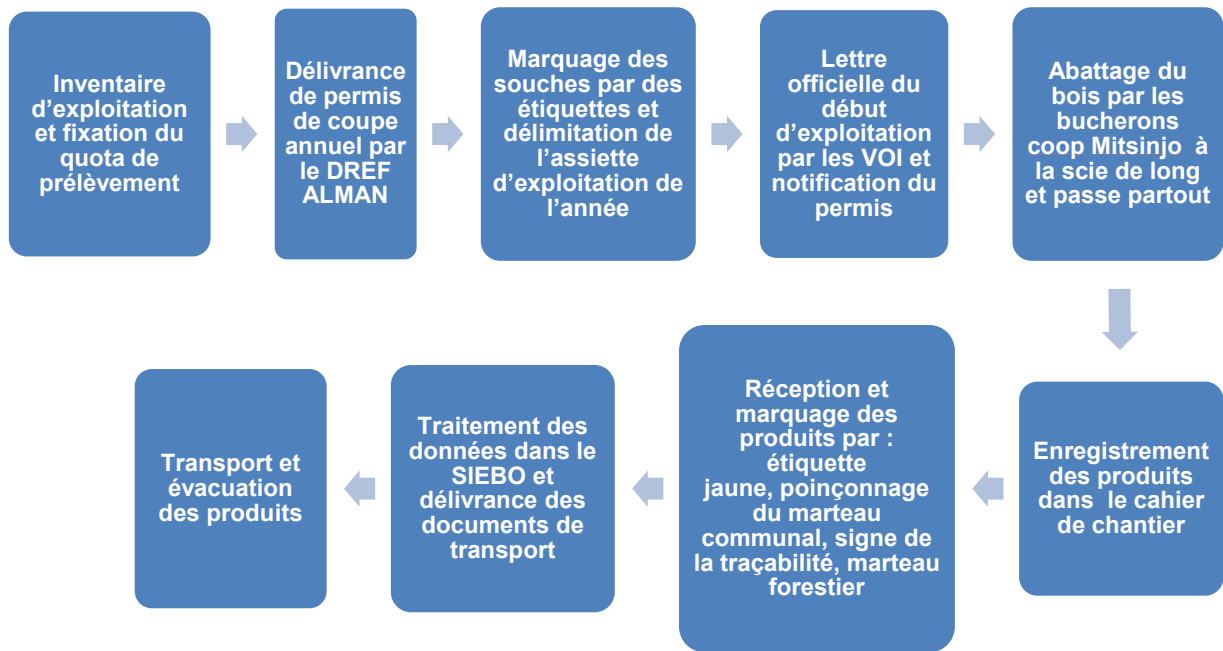 Inventaire
d'exploitation
et fixation du
quota de
prélèvement
Délivrance
de permis
de coupe
annuel par
le DREF
ALMAN
Marquage des
souches par des
étiquettes et
délimitation de
l'assiette
d'exploitation de
l'année
Lettre
officielle du
début
d'exploitation
par les VOI et
notification du
permis
Abattage du
bois par les
bucherons
coop Mitsinjo à
la scie de long
et passe partout
Enregistrement
des produits
dans le cahier
de chantier
Réception et
marquage des
produits par :
étiquette
jaune, poinçonnage
du marteau
communal, signe de
la traçabilité, marteau
forestier
Traitement des
données dans le
SIEBO et
délivrance des
documents de
transport
Transport et
évacuation
des produits